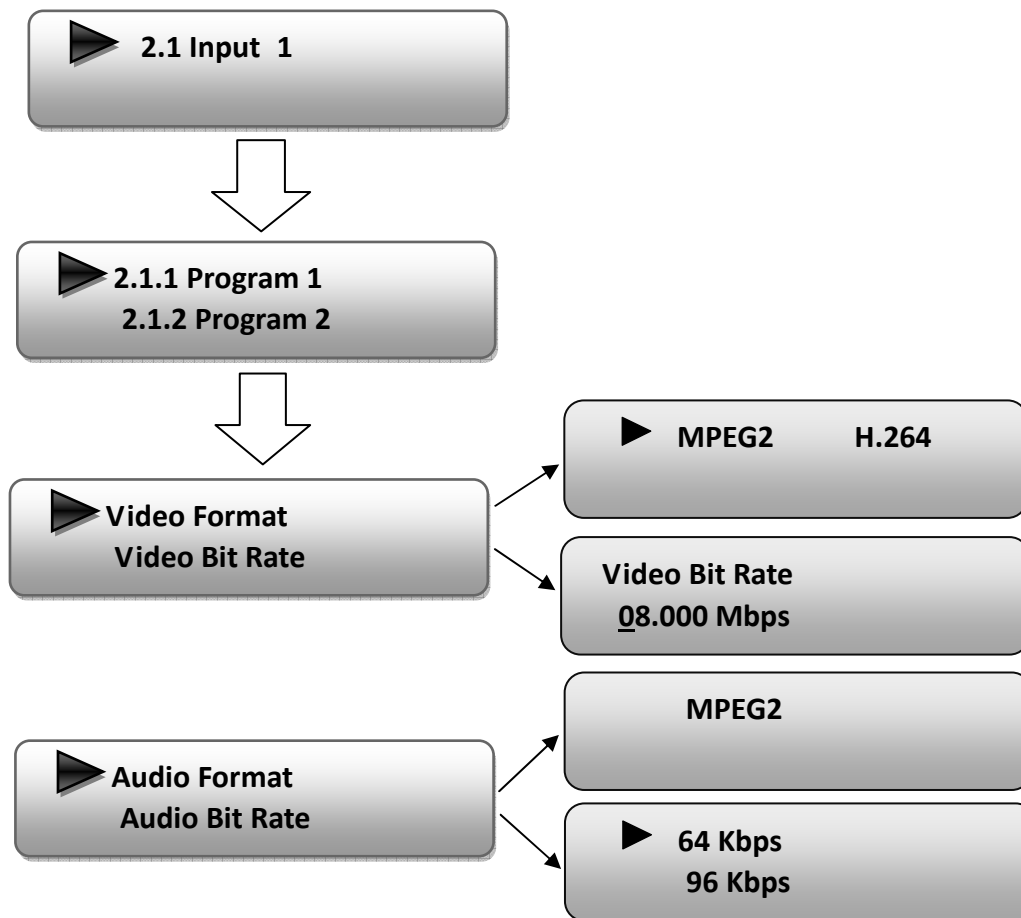 2.1 Input 1
2.1.1 Program 1
2.1.2 Program 2
Video Format
Video Bit Rate
MPEG2 H.264
Video Bit Rate
08.000 Mbps
Audio Format
Audio Bit Rate
MPEG2
64 Kbps
96 Kbps